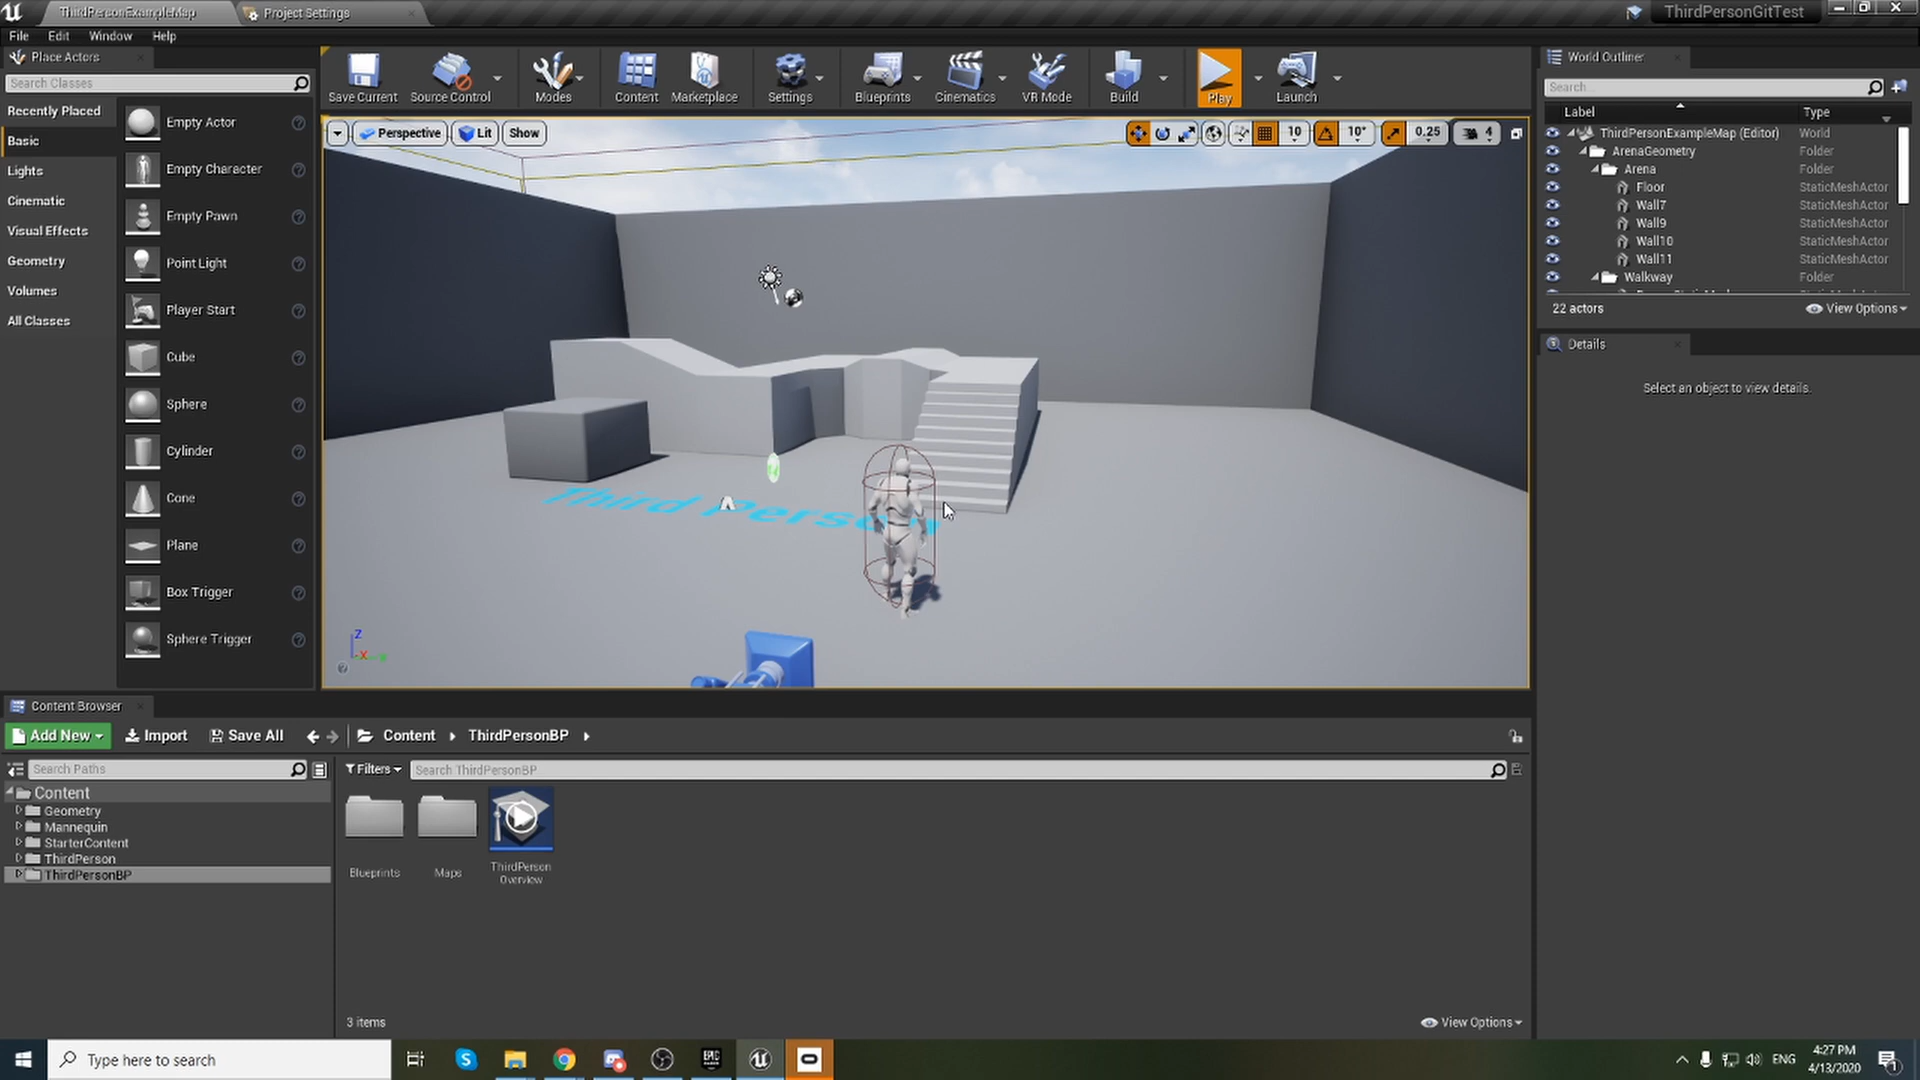 ThirdPersonExampleMap
Project Settings
ThirdPersonGitTest
File
Edit
Window
Help
Place Actors
Search Classes
Recently Placed
Basic
Lights
Cinematic
Visual Effects
Geometry
Volumes
All Classes
Empty Actor
Empty Character
Empty Pawn
Point Light
Player Start
Cube
Sphere
Cylinder
Cone
Plane
Box Trigger
Sphere Trigger
Save Current
Source Control
Modes
Content
Marketplace
Settings
Blueprints
Cinematics
VR Mode
Build
Play
Launch
Perspective
Lit
Show
10
10°
0.25
4
Third Person
Z
X
World Outliner
Search...
Label
Type
ThirdPersonExampleMap (Editor)
World
ArenaGeometry
Folder
Arena
Folder
Floor
StaticMeshActor
Wall7
StaticMeshActor
Wall9
StaticMeshActor
Wall10
StaticMeshActor
Wall11
StaticMeshActor
Walkway
Folder
22 actors
View Options
Details
Select an object to view details.
Content Browser
Add New
Import
Save All
Content
ThirdPersonBP
Search Paths
Filters
Search ThirdPersonBP
Content
Geometry
Mannequin
StarterContent
ThirdPerson
ThirdPersonBP
Blueprints
Maps
ThirdPerson
Overview
3 items
View Options
Type here to search
EPIC
ENG
4:27 PM
4/13/2020